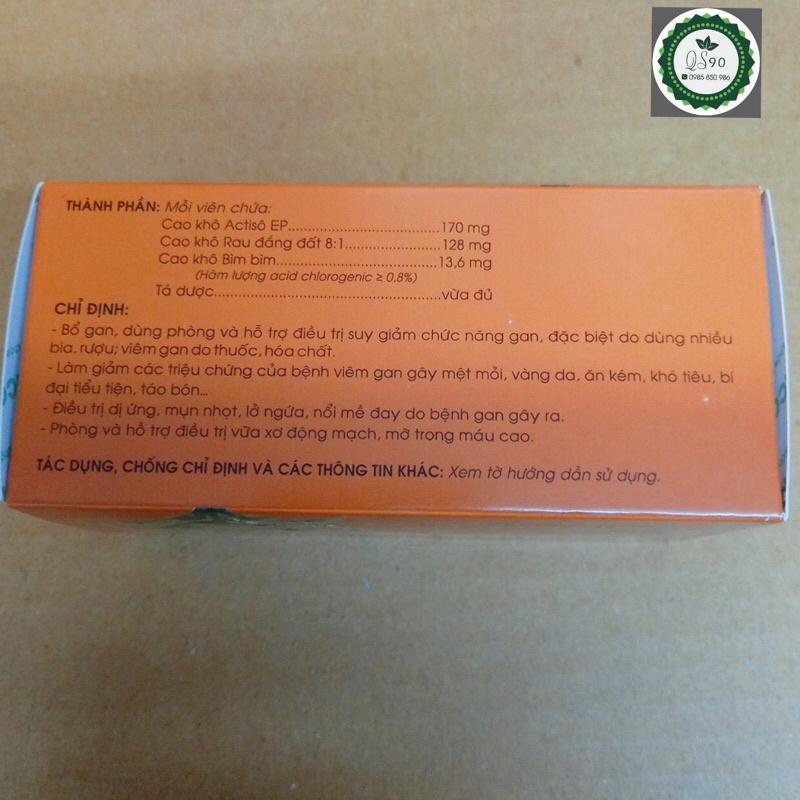 QS90
0985 850 986
THÀNH PHẦN: Mỗi viên chứa:
Cao khô Actisô EP........................................170 mg
Cao khô Rau đắng đất 8:1.........................128 mg
Cao khô Bìm bìm..........................................13,6 mg
(Hàm lượng acid chlorogenic ≥ 0,8%)
Tá dược..........................................................vừa đủ
CHỈ ĐỊNH:
- Bổ gan, dùng phòng và hỗ trợ điều trị suy giảm chức năng gan, đặc biệt do dùng nhiều
bia, rượu; viêm gan do thuốc, hóa chất.
- Làm giảm các triệu chứng của bệnh viêm gan gây mệt mỏi, vàng da, ăn kém, khó tiêu, bí
đại tiểu tiện, táo bón...
- Điều trị dị ứng, mụn nhọt, lở ngứa, nổi mề đay do bệnh gan gây ra.
- Phòng và hỗ trợ điều trị vữa xơ động mạch, mỡ trong máu cao.
TÁC DỤNG, CHỐNG CHỈ ĐỊNH VÀ CÁC THÔNG TIN KHÁC: Xem tờ hướng dẫn sử dụng.